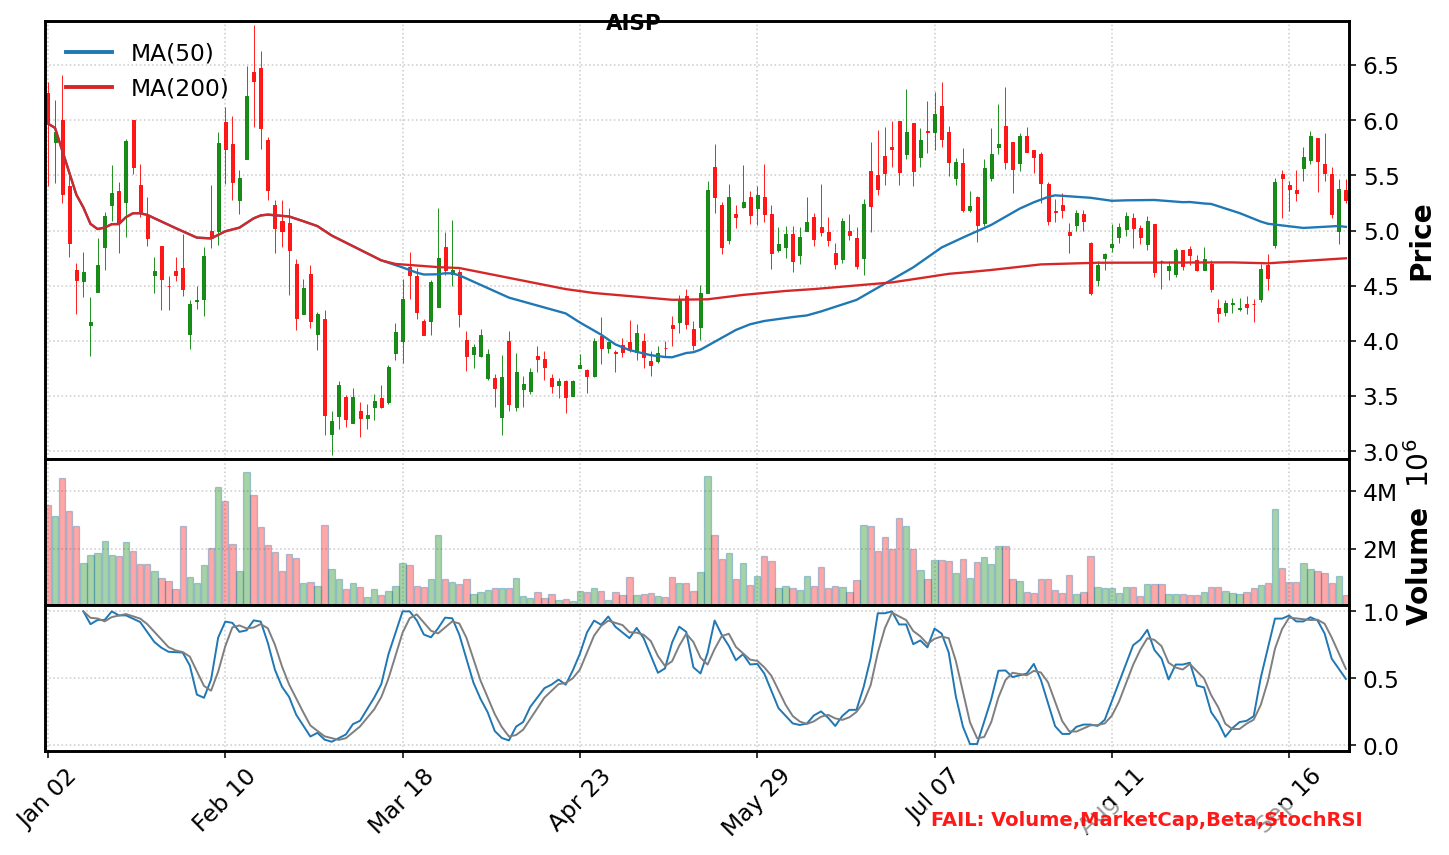 AISP
MA(50)
MA(200)
6.5
6.0
5.5
5.0
4.5
4.0
3.5
3.0
Price
10^6
4M
2M
Volume
1.0
0.5
0.0
Jan 02
Feb 10
Mar 18
Apr 23
May 29
Jul 07
Aug 11
Sep 16
FAIL: Volume,MarketCap,Beta,StochRSI